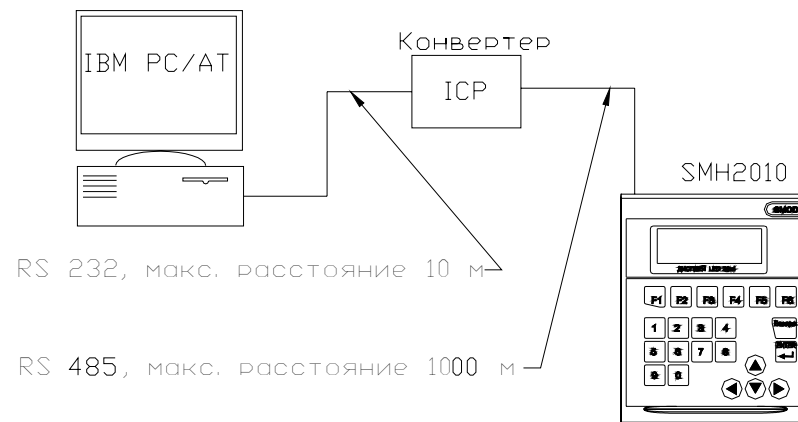 IBM PC/AT
Конвертер
ICP
SMH2010
RS 232, макс. расстояние 10 м
RS 485, макс. расстояние 1000 м
F1 F2 F3 F4 F5 F6
1 2 3 4
5 6 7 8
9 0